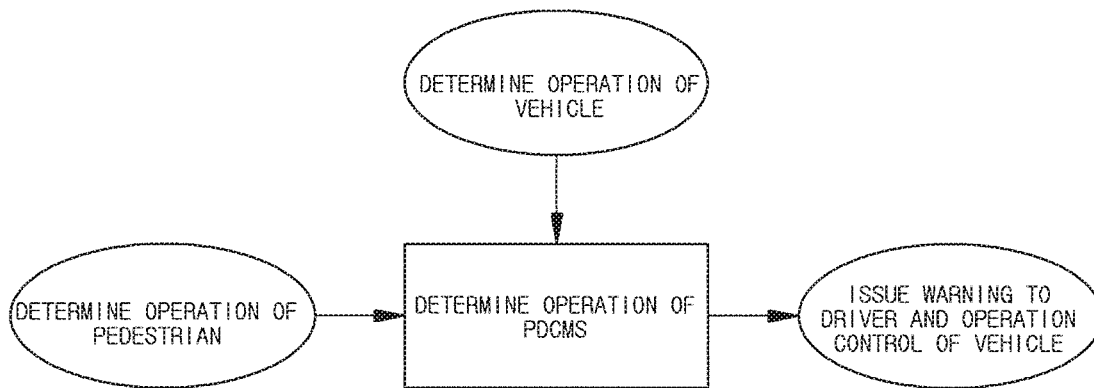 DETERMINE OPERATION OF
VEHICLE
DETERMINE OPERATION OF
PEDESTRIAN
DETERMINE OPERATION OF
PDCMS
ISSUE WARNING TO
DRIVER AND OPERATION
CONTROL OF VEHICLE